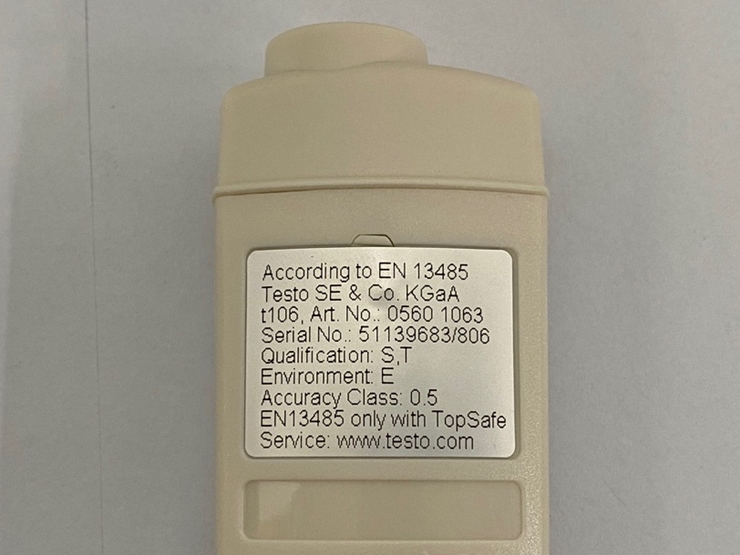 According to EN 13485
Testo SE & Co. KGaA
t106, Art. No.: 0560 1063
Serial No.: 51139683/806
Qualification: S,T
Environment: E
Accuracy Class: 0.5
EN13485 only with TopSafe
Service: www.testo.com